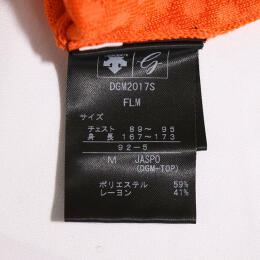 DGM2017S
FLM
サイズ
チェスト 89～ 95
身 長 167～173
92-5
M JASPO
(DGM-TOP)
ポリエステル 59%
レーヨン 41%